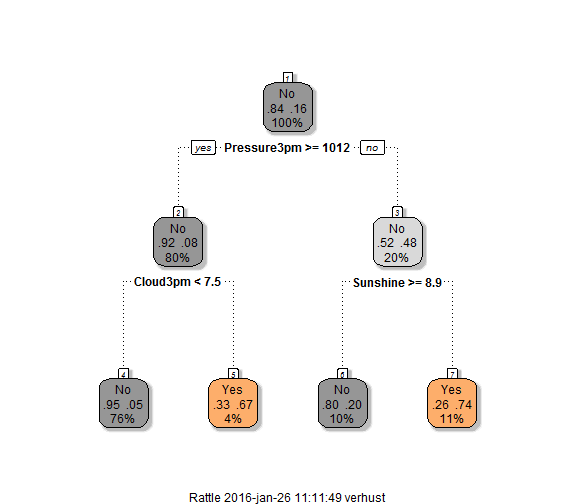 1
No
.84 .16
100%
yes Pressure3pm >= 1012 no
2
No
.92 .08
80%
3
No
.52 .48
20%
Cloud3pm < 7.5
Sunshine >= 8.9
4
No
.95 .05
76%
5
Yes
.33 .67
4%
6
No
.80 .20
10%
7
Yes
.26 .74
11%
Rattle 2016-jan-26 11:11:49 verhust